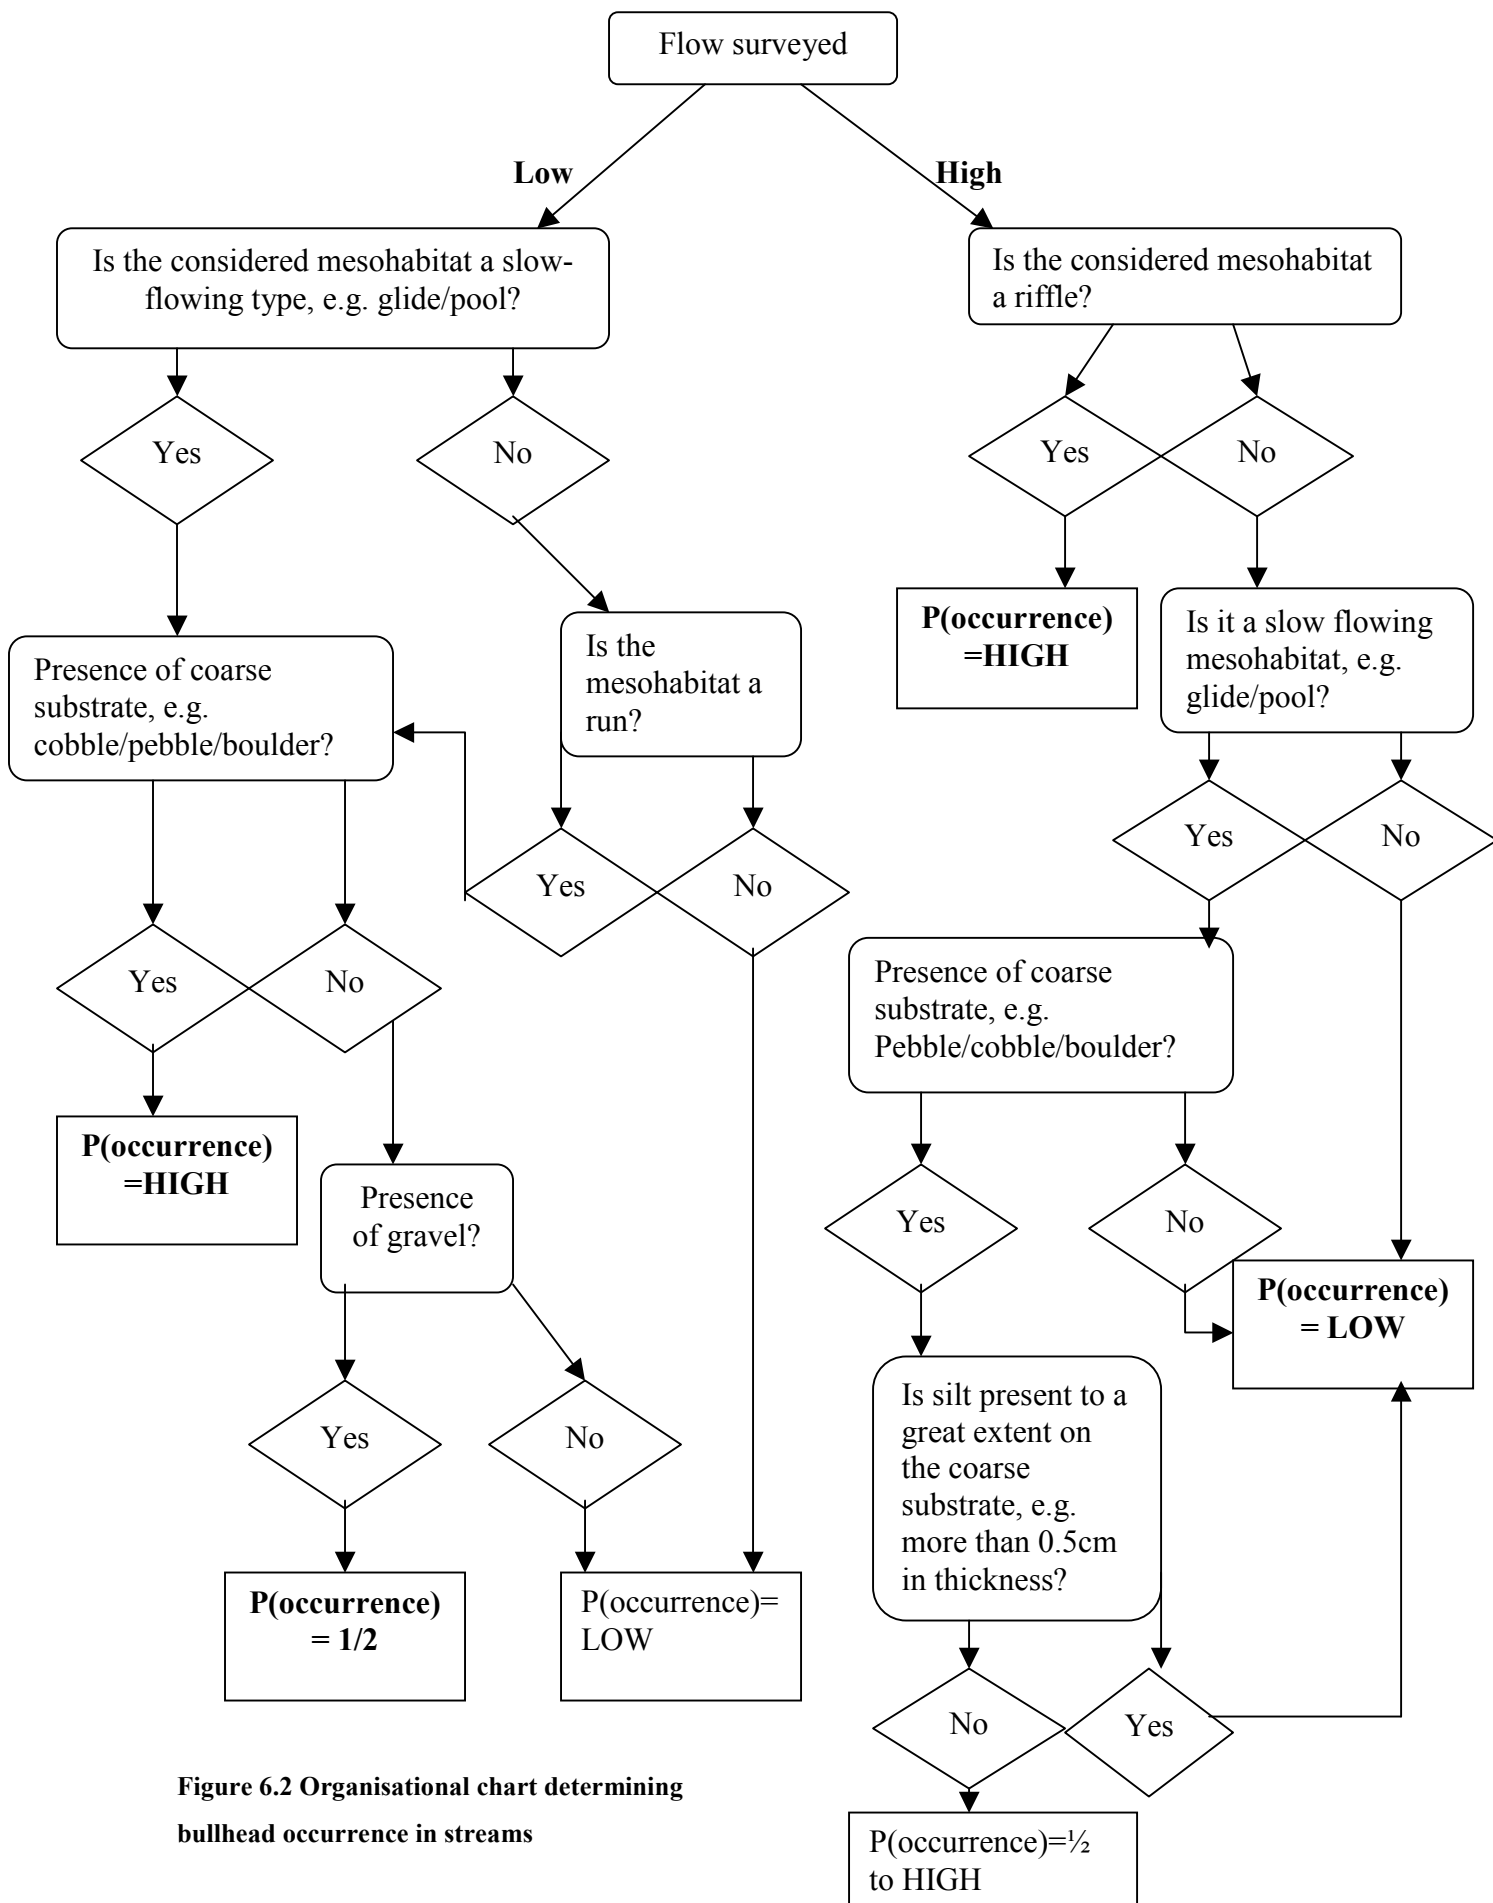 Flow surveyed
Low
High
Is the considered mesohabitat a slow-
flowing type, e.g. glide/pool?
Is the considered mesohabitat
a riffle?
Yes
No
Yes
No
P(occurrence)
=HIGH
Is it a slow flowing
mesohabitat, e.g.
glide/pool?
Is the
mesohabitat a
run?
Presence of coarse
substrate, e.g.
cobble/pebble/boulder?
Yes
No
Yes
No
Yes
No
Presence of coarse
substrate, e.g.
Pebble/cobble/boulder?
P(occurrence)
=HIGH
Presence
of gravel?
Yes
No
P(occurrence)
= LOW
Is silt present to a
great extent on
the coarse
substrate, e.g.
more than 0.5cm
in thickness?
Yes
No
P(occurrence)
= 1/2
P(occurrence)=
LOW
No
Yes
Figure 6.2 Organisational chart determining
bullhead occurrence in streams
P(occurrence)=½
to HIGH